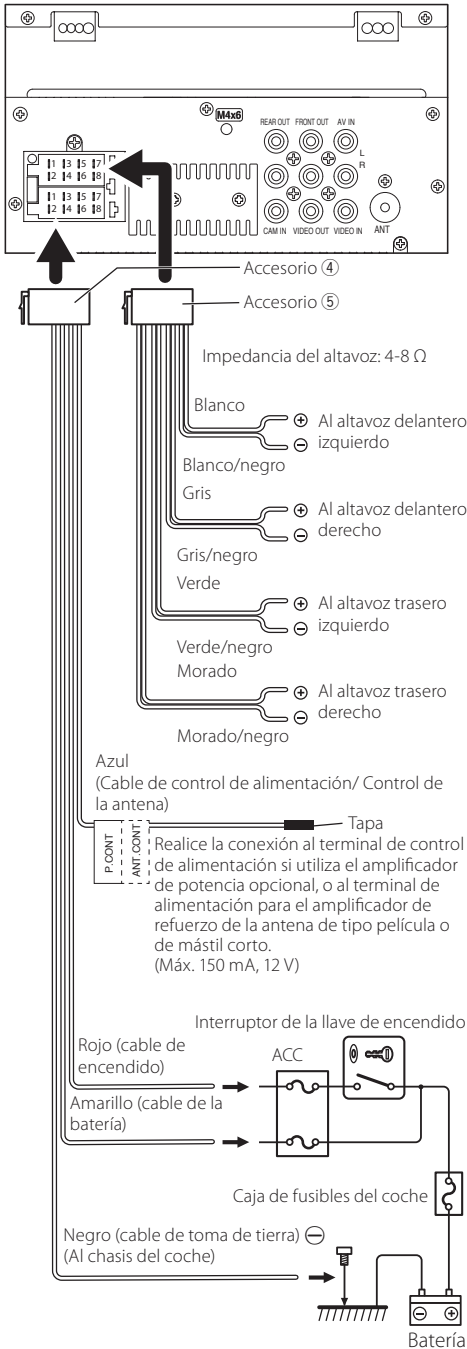 M4x6
REAR OUT FRONT OUT AV IN
L
R
1 3 5 7
2 4 6 8
1 3 5 7
2 4 6 8
CAM IN VIDEO OUT VIDEO IN
ANT
Accesorio ④
Accesorio ⑤
Impedancia del altavoz: 4-8 Ω
Blanco
⊕ Al altavoz delantero
⊖ izquierdo
Blanco/negro
Gris
⊕ Al altavoz delantero
⊖ derecho
Gris/negro
Verde
⊕ Al altavoz trasero
⊖ izquierdo
Verde/negro
Morado
⊕ Al altavoz trasero
⊖ derecho
Morado/negro
Azul
(Cable de control de alimentación/ Control de
la antena)
P.CONT
ANT.CONT
Tapa
Realice la conexión al terminal de control
de alimentación si utiliza el amplificador
de potencia opcional, o al terminal de
alimentación para el amplificador de
refuerzo de la antena de tipo película o
de mástil corto.
(Máx. 150 mA, 12 V)
Interruptor de la llave de encendido
Rojo (cable de
encendido)
ACC
Amarillo (cable de la
batería)
Caja de fusibles del coche
Negro (cable de toma de tierra) ⊖
(Al chasis del coche)
⊖ ⊕
Batería